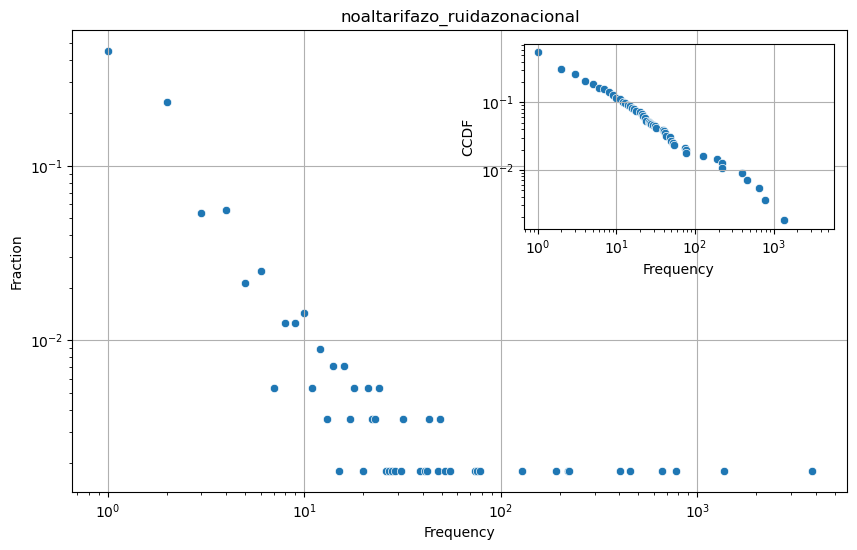 noaltarifazo_ruidazonacional
Fraction
10⁻¹
10⁻²
10⁰
10¹
10²
10³
Frequency
CCDF
10⁻¹
10⁻²
10⁰
10¹
10²
10³
Frequency